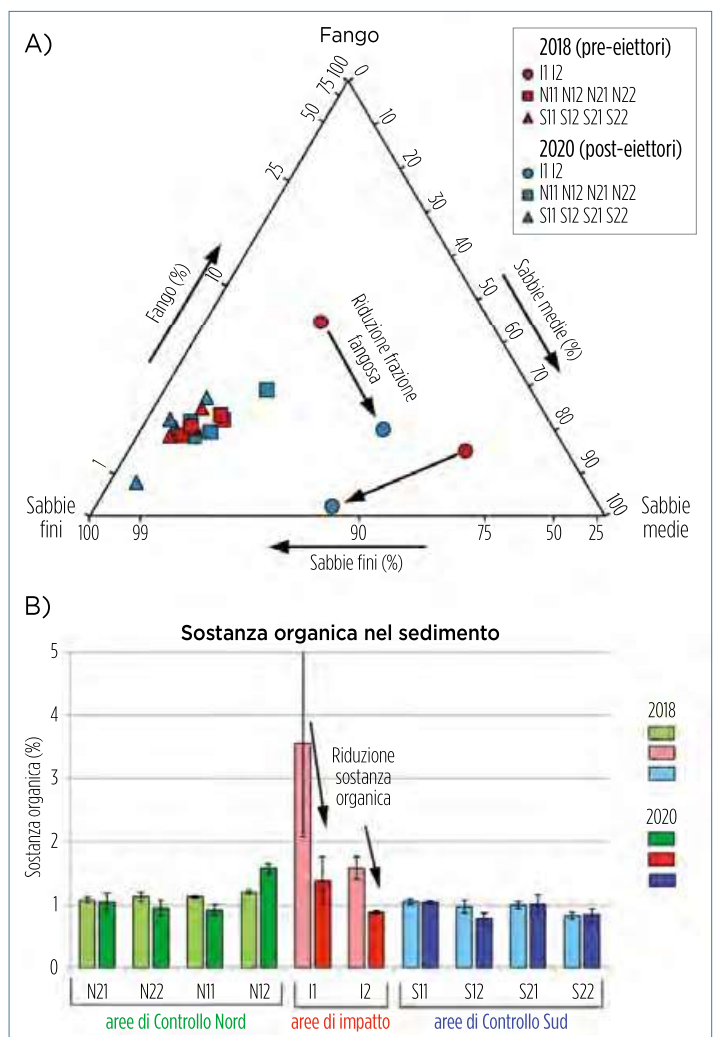 A)
Fango
2018 (pre-eiettori)
I1 I2
N11 N12 N21 N22
S11 S12 S21 S22
2020 (post-eiettori)
I1 I2
N11 N12 N21 N22
S11 S12 S21 S22
100
75
50
25
10
1
0
10
20
30
40
50
60
70
80
90
100
Fango (%)
Sabbie medie (%)
Riduzione frazione
fangosa
Sabbie
fini
Sabbie
medie
100
99
90
75
50
25
Sabbie fini (%)
B)
Sostanza organica nel sedimento
Sostanza organica (%)
5
4
3
2
1
0
Riduzione
sostanza
organica
2018
2020
N21 N22 N11 N12 I1 I2 S11 S12 S21 S22
aree di Controllo Nord
aree di impatto
aree di Controllo Sud